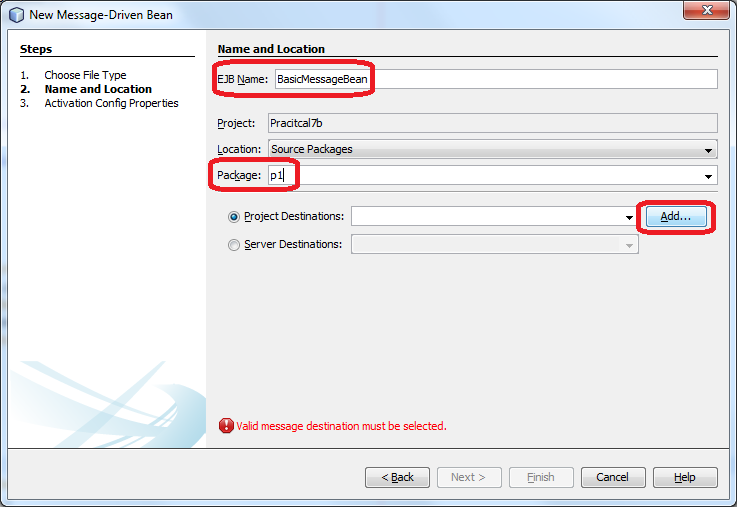 New Message-Driven Bean
Steps
1. Choose File Type
2. Name and Location
3. Activation Config Properties
Name and Location
EJB Name: BasicMessageBean
Project: Pracitcal7b
Location: Source Packages
Package: p1
Project Destinations: Add...
Server Destinations:
Valid message destination must be selected.
< Back Next > Finish Cancel Help